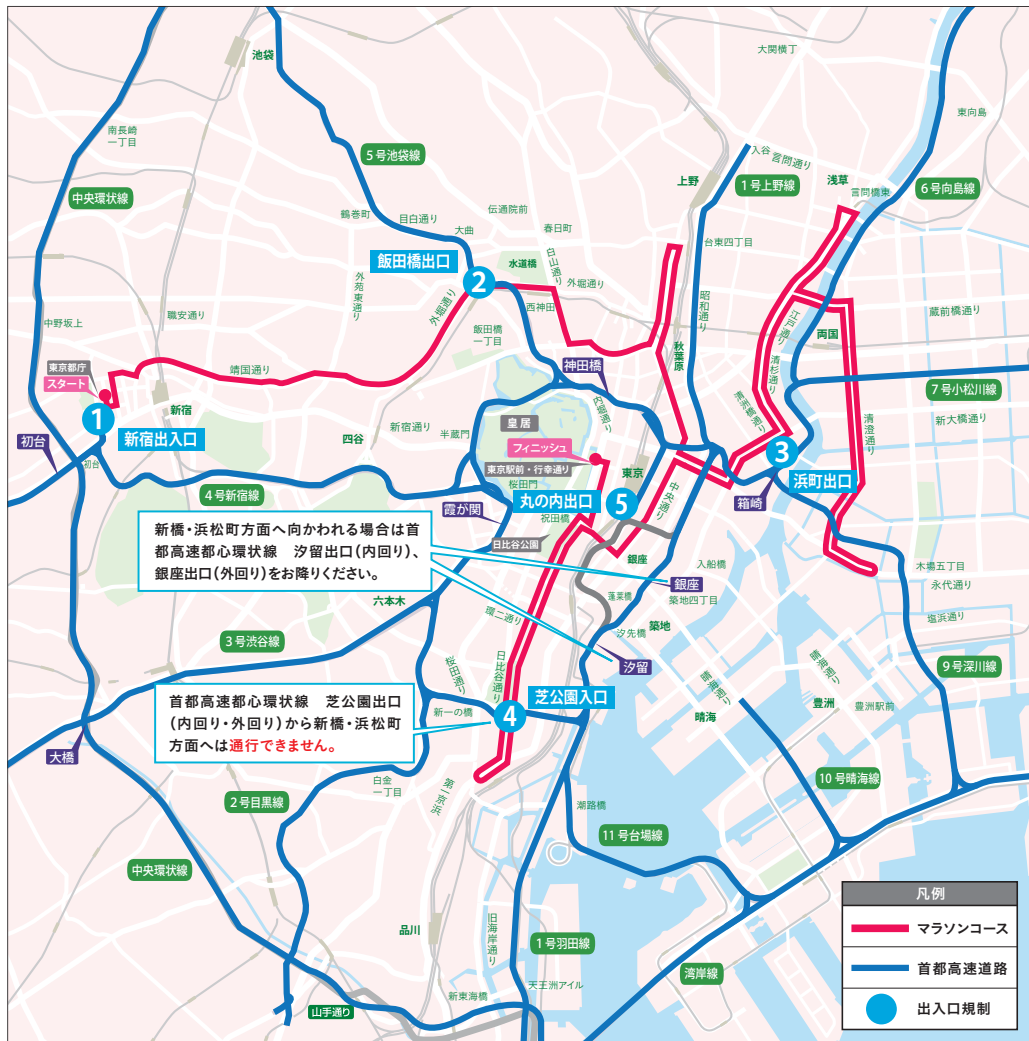 大関横丁
池袋
東向島
南長崎
一丁目
5号池袋線
入谷
言問通り
浅草
上野
1号上野線
言問橋東
6号向島線
中央環状線
鶴巻町
目白通り
伝通院前
大曲
春日町
台東四丁目
飯田橋出口
2
水道橋
白山通り
外堀通り
外苑東通り
外堀通り
西神田
昭和通り
江戸通り
蔵前橋通り
職安通り
中野坂上
飯田橋
一丁目
両国
秋葉原
清杉通り
神田橋
東京都庁
スタート
靖国通り
7号小松川線
内堀通り
清洲橋通り
1
新宿
新宿出入口
新宿通り
半蔵門
皇居
清澄通り
新大橋通り
四谷
フィニッシュ
東京駅前・行幸通り
東京
3
浜町出口
初台
初台
桜田門
中央通り
4号新宿線
丸の内出口
5
箱崎
霞が関
祝田橋
日比谷公園
新橋・浜松町方面へ向かわれる場合は首
都高速都心環状線　汐留出口(内回り)、
銀座出口(外回り)をお降りください。
銀座
入船橋
木場五丁目
永代通り
銀座
六本木
蓬莱橋
築地四丁目
塩浜通り
環二通り
汐先橋
築地
3号渋谷線
汐留
日比谷通り
桜田通り
晴海通り
晴海通り
9号深川線
首都高速都心環状線　芝公園出口
(内回り・外回り)から新橋・浜松町
方面へは通行できません。
芝公園入口
4
新一の橋
豊洲
豊洲駅前
晴海
大橋
白金
一丁目
第一京浜
10号晴海線
2号目黒線
潮路橋
11号台場線
中央環状線
凡例
品川
旧海岸通り
マラソンコース
1号羽田線
首都高速道路
湾岸線
天王洲アイル
新東海橋
出入口規制
山手通り